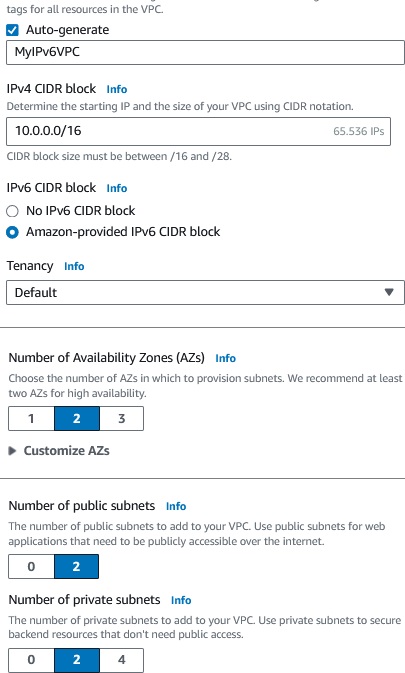 tags for all resources in the VPC.
Auto-generate
MyIPv6VPC
IPv4 CIDR block Info
Determine the starting IP and the size of your VPC using CIDR notation.
10.0.0.0/16 65.536 IPs
CIDR block size must be between /16 and /28.
IPv6 CIDR block Info
No IPv6 CIDR block
Amazon-provided IPv6 CIDR block
Tenancy Info
Default
Number of Availability Zones (AZs) Info
Choose the number of AZs in which to provision subnets. We recommend at least
two AZs for high availability.
1 2 3
Customize AZs
Number of public subnets Info
The number of public subnets to add to your VPC. Use public subnets for web
applications that need to be publicly accessible over the internet.
0 2
Number of private subnets Info
The number of private subnets to add to your VPC. Use private subnets to secure
backend resources that don't need public access.
0 2 4